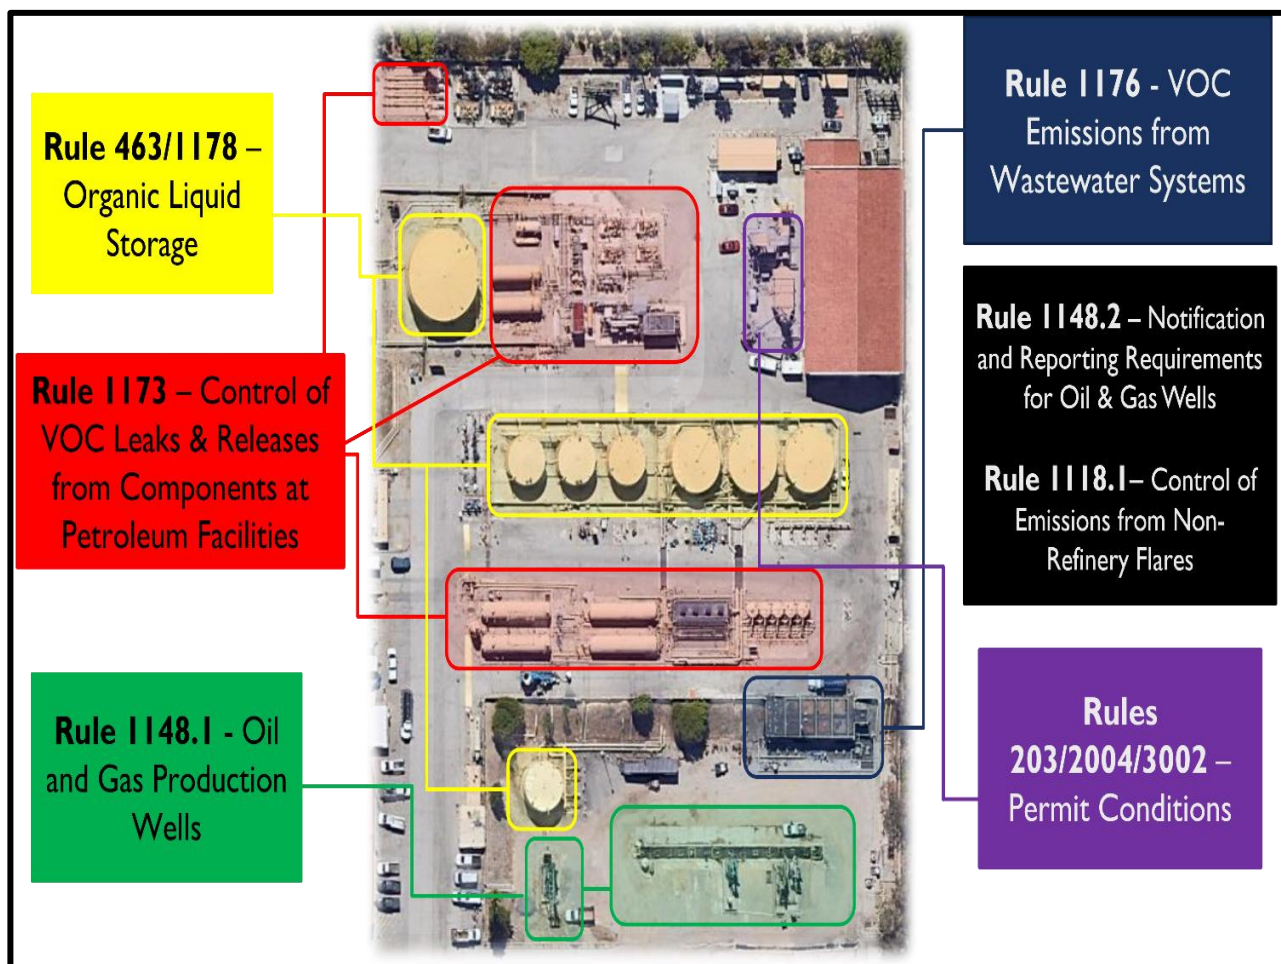 Rule 463/1178 –
Organic Liquid
Storage
Rule 1173 – Control of
VOC Leaks & Releases
from Components at
Petroleum Facilities
Rule 1148.1 - Oil
and Gas Production
Wells
Rule 1176 - VOC
Emissions from
Wastewater Systems
Rule 1148.2 – Notification
and Reporting Requirements
for Oil & Gas Wells
Rule 1118.1– Control of
Emissions from Non-
Refinery Flares
Rules
203/2004/3002 –
Permit Conditions